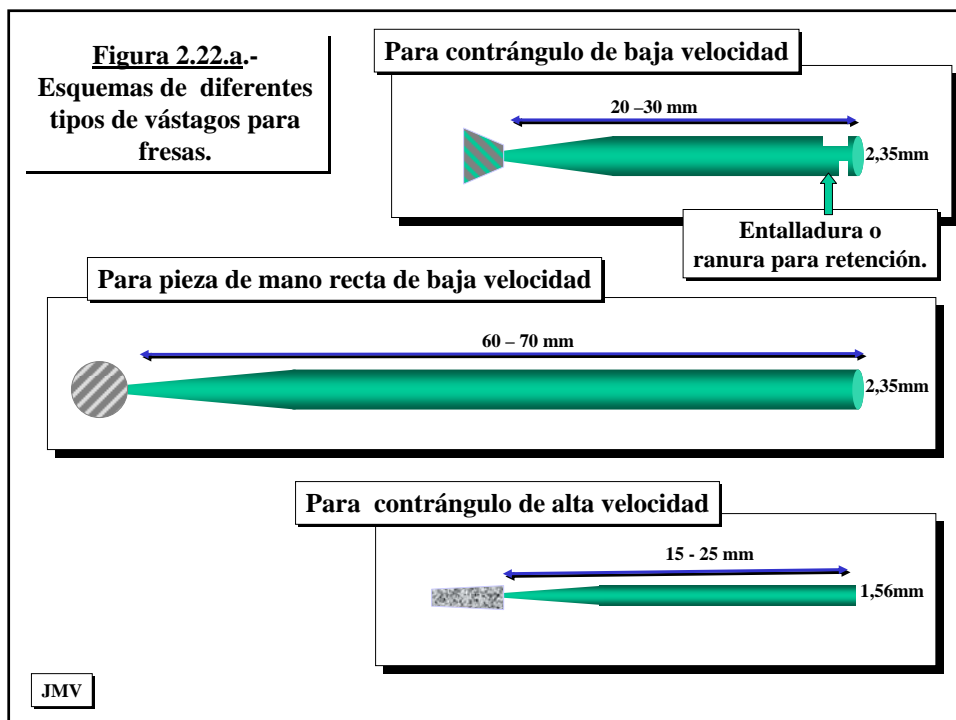 Figura 2.22.a.-
Esquemas de diferentes
tipos de vástagos para
fresas.
Para contrángulo de baja velocidad
20 –30 mm
2,35mm
Entalladura o
ranura para retención.
Para pieza de mano recta de baja velocidad
60 – 70 mm
2,35mm
Para contrángulo de alta velocidad
15 - 25 mm
1,56mm
JMV